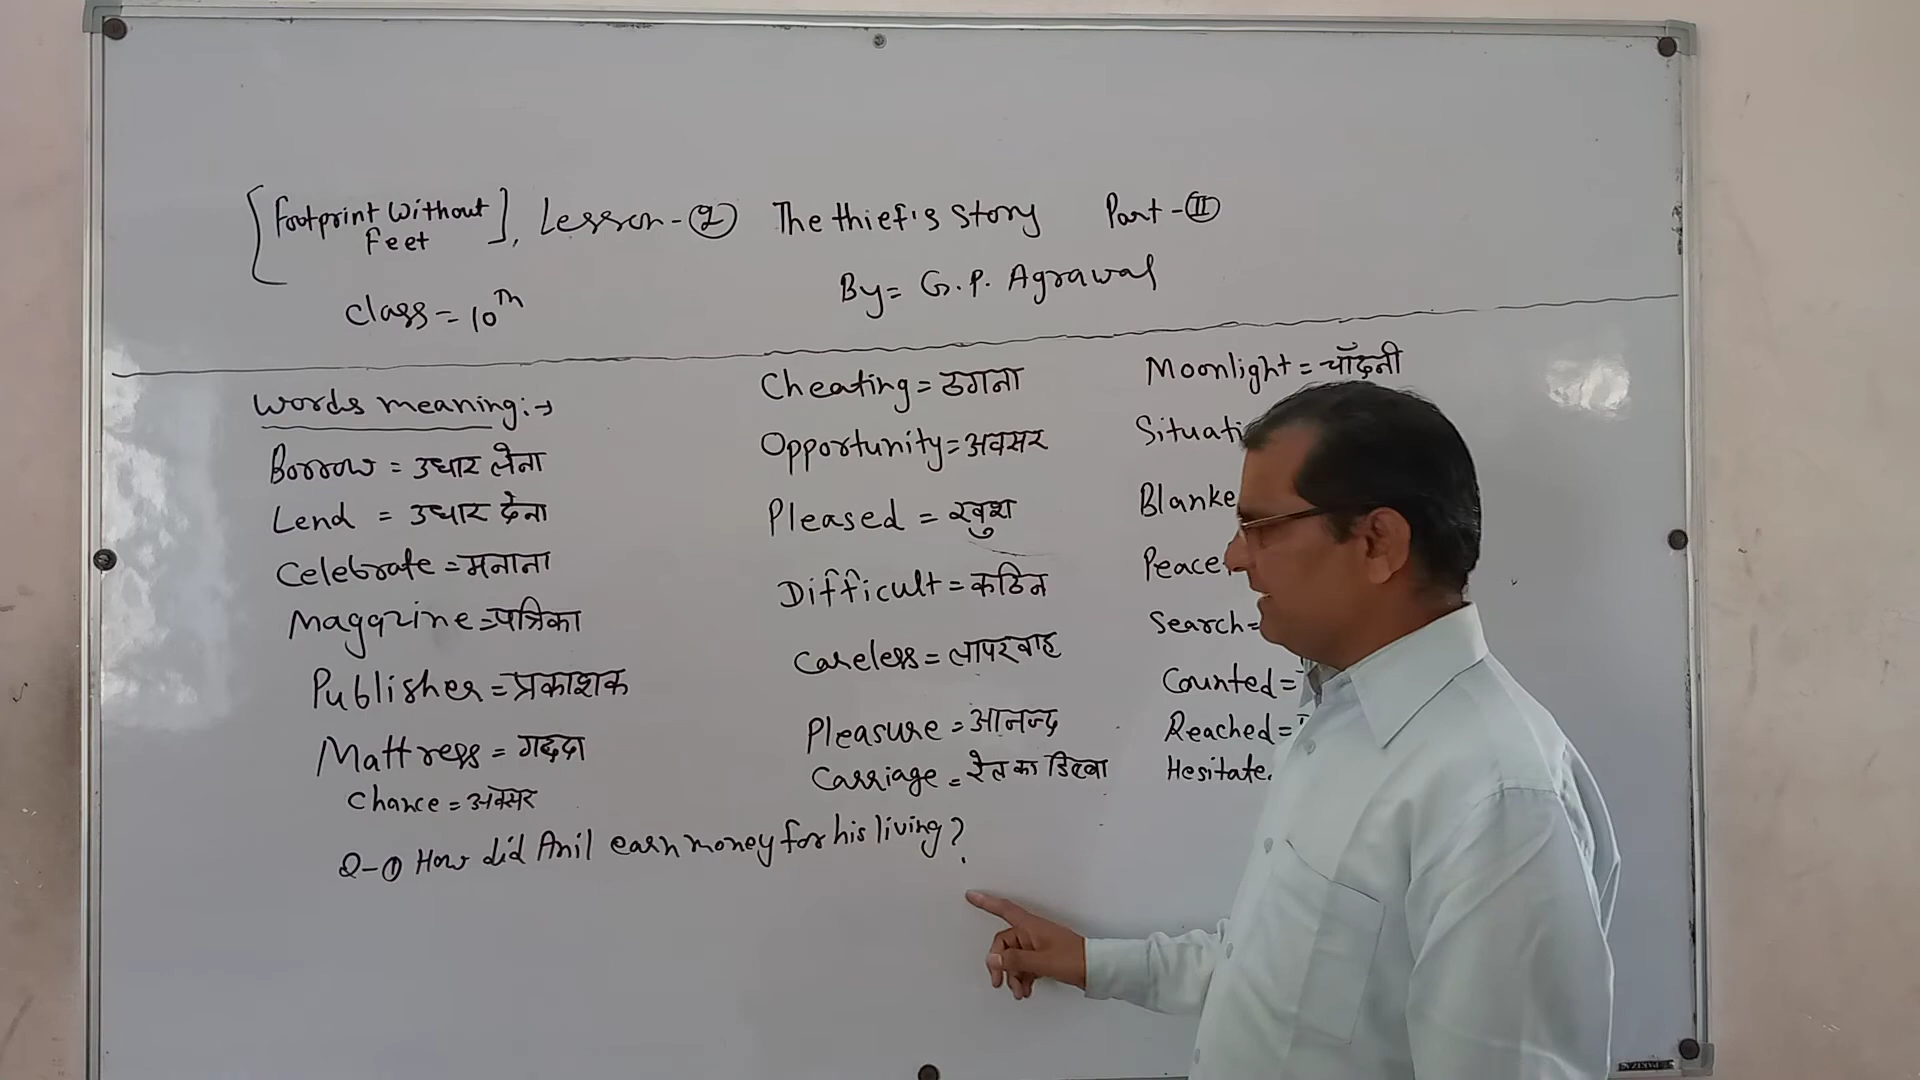 [Footprint Without Feet], Lesson-② The thief's story Part-Ⅱ
Class=10Th
By= G.P. Agrawal
Words meaning:→
Borrow = उधार लेना
Lend = उधार देना
Celebrate = मनाना
Magazine = पत्रिका
Publisher = प्रकाशक
Mattress = गद्दा
Chance = अवसर
Cheating = ठगना
Opportunity = अवसर
Pleased = खुश
Difficult = कठिन
Careless = लापरवाह
Pleasure = आनन्द
Carriage = रेल का डिब्बा
Moonlight = चाँदनी
Situati
Blanke
Peace
Search=
Counted=
Reached=
Hesitate
Q-① How did Anil earn money for his living?